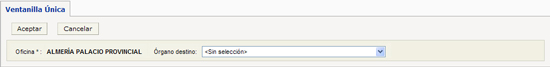 Ventanilla Única
Aceptar Cancelar
Oficina * : ALMERÍA PALACIO PROVINCIAL Órgano destino: <Sin selección>